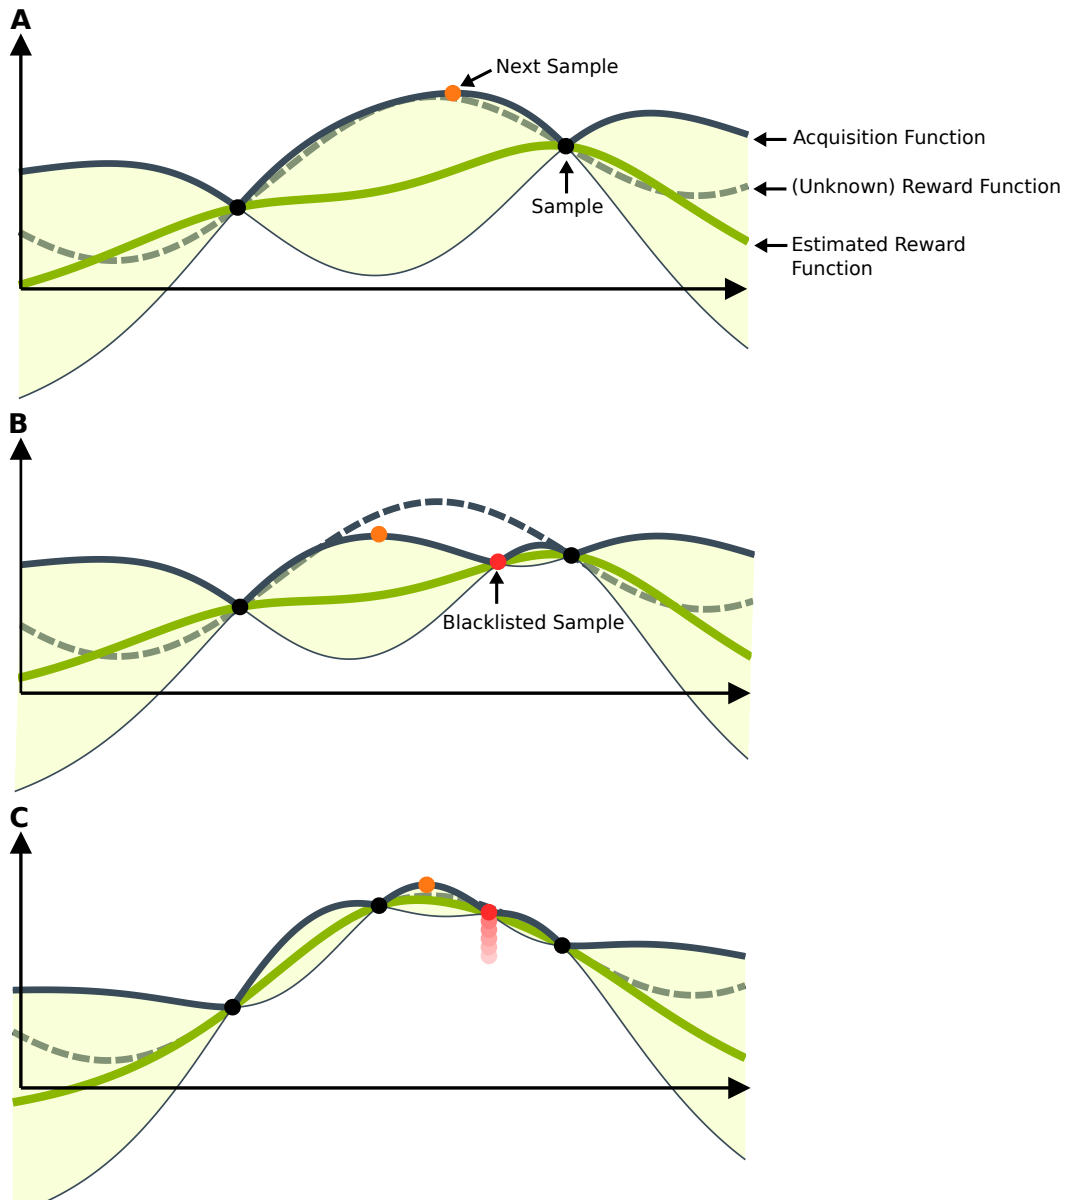 A
Next Sample
Acquisition Function
(Unknown) Reward Function
Sample
Estimated Reward
Function
B
Blacklisted Sample
C